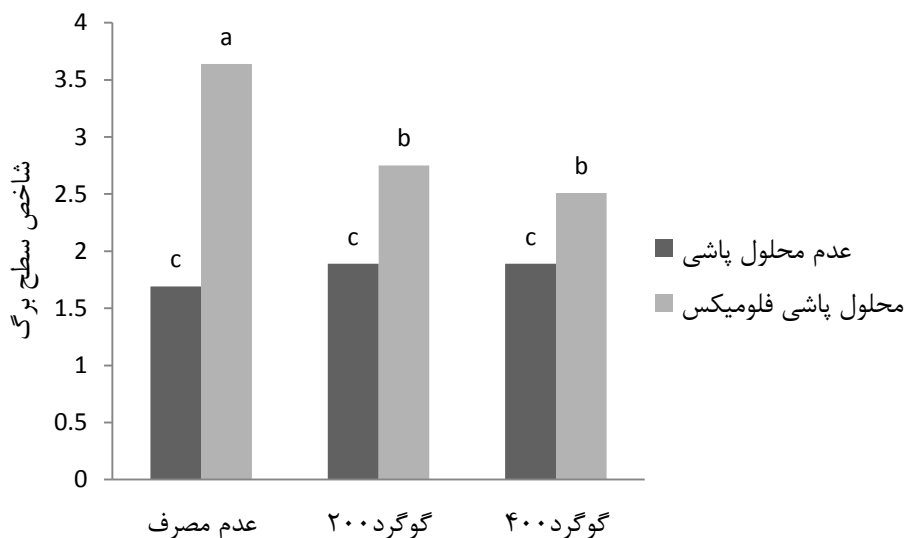 شاخص سطح برگ
4
3.5
3
2.5
2
1.5
1
0.5
0
a
c
b
c
b
c
عدم مصرف
گوگرد۲۰۰
گوگرد۴۰۰
عدم محلول پاشی
محلول پاشی فلومیکس